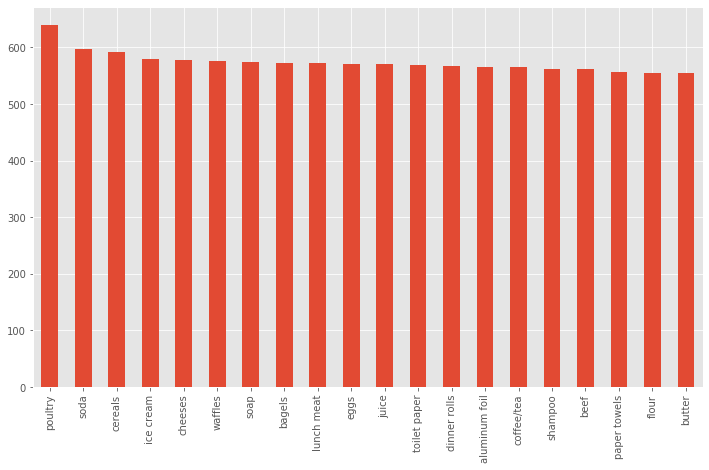 600
500
400
300
200
100
0
poultry
soda
cereals
ice cream
cheeses
waffles
soap
bagels
lunch meat
eggs
juice
toilet paper
dinner rolls
aluminum foil
coffee/tea
shampoo
beef
paper towels
flour
butter